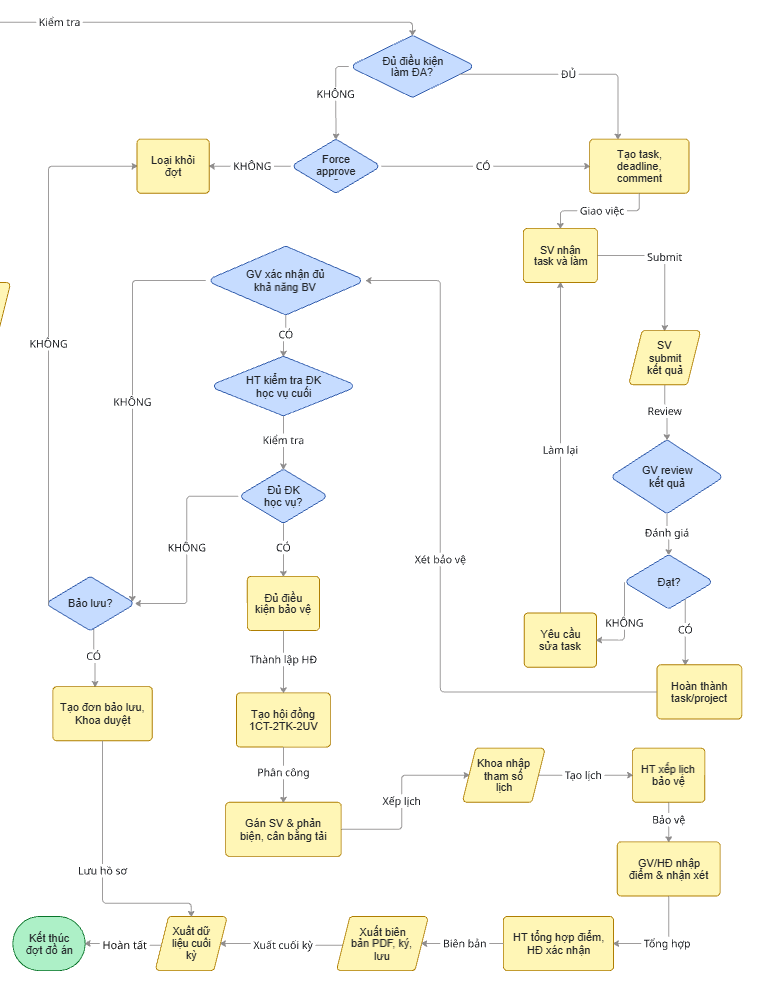 Kiểm tra
Đủ điều kiện
làm ĐA?
KHÔNG
ĐỦ
Loại khỏi
đợt
KHÔNG
Force
approve
CÓ
Tạo task,
deadline,
comment
Giao việc
SV nhận
task và làm
Submit
GV xác nhận đủ
khả năng BV
CÓ
KHÔNG
KHÔNG
HT kiểm tra ĐK
học vụ cuối
SV
submit
kết quả
Review
Kiểm tra
Làm lại
GV review
kết quả
Đủ ĐK
học vụ?
Đánh giá
KHÔNG
CÓ
Xét bảo vệ
Đạt?
Bảo lưu?
Đủ điều
kiện bảo vệ
KHÔNG
CÓ
Yêu cầu
sửa task
CÓ
Thành lập HĐ
Hoàn thành
task/project
Tạo đơn bảo lưu,
Khoa duyệt
Tạo hội đồng
1CT-2TK-2UV
Phân công
Khoa nhập
tham số
lịch
Tạo lịch
HT xếp lịch
bảo vệ
Xếp lịch
Gán SV & phản
biện, cân bằng tải
Bảo vệ
Lưu hồ sơ
GV/HĐ nhập
điểm & nhận xét
Kết thúc
đợt đồ án
Hoàn tất
Xuất dữ
liệu cuối
kỳ
Xuất cuối kỳ
Xuất biên
bản PDF, ký,
lưu
Biên bản
HT tổng hợp điểm,
HĐ xác nhận
Tổng hợp